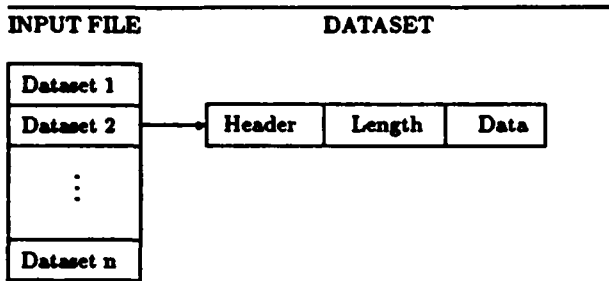 INPUT FILE DATASET
Dataset 1
Dataset 2 Header Length Data
⋮
Dataset n